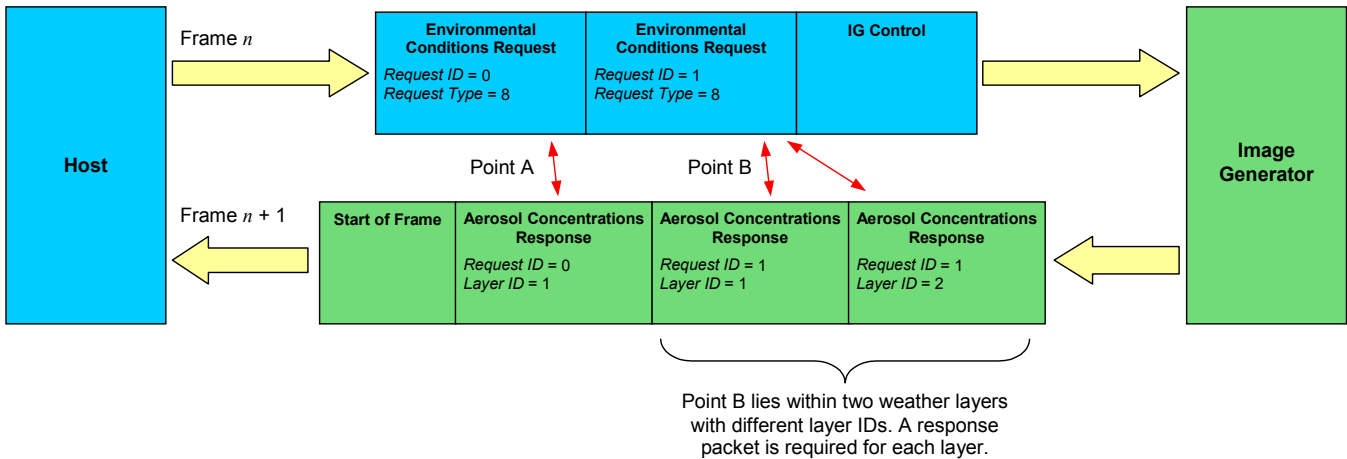 Host
Frame n
Environmental
Conditions Request
Request ID = 0
Request Type = 8
Environmental
Conditions Request
Request ID = 1
Request Type = 8
IG Control
Image
Generator
Point A
Point B
Frame n + 1
Start of Frame
Aerosol Concentrations
Response
Request ID = 0
Layer ID = 1
Aerosol Concentrations
Response
Request ID = 1
Layer ID = 1
Aerosol Concentrations
Response
Request ID = 1
Layer ID = 2
Point B lies within two weather layers
with different layer IDs. A response
packet is required for each layer.